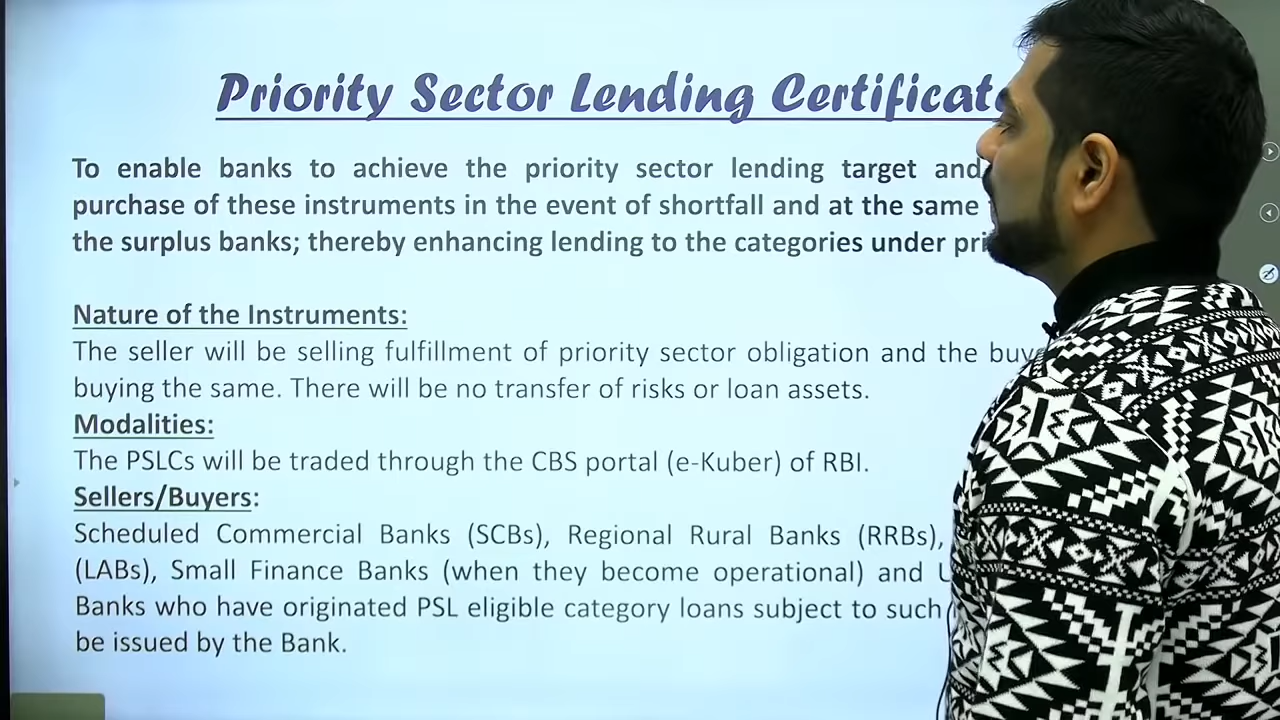 Priority Sector Lending
To enable banks to achieve the priority sector lending target and
purchase of these instruments in the event of shortfall and at the same
the surplus banks; thereby enhancing lending to the categories under
Nature of the Instruments:
The seller will be selling fulfillment of priority sector obligation and the
buying the same. There will be no transfer of risks or loan assets.
Modalities:
The PSLCs will be traded through the CBS portal (e-Kuber) of RBI.
Sellers/Buyers:
Scheduled Commercial Banks (SCBs), Regional Rural Banks (RRBs),
(LABs), Small Finance Banks (when they become operational) and
Banks who have originated PSL eligible category loans subject to such
be issued by the Bank.